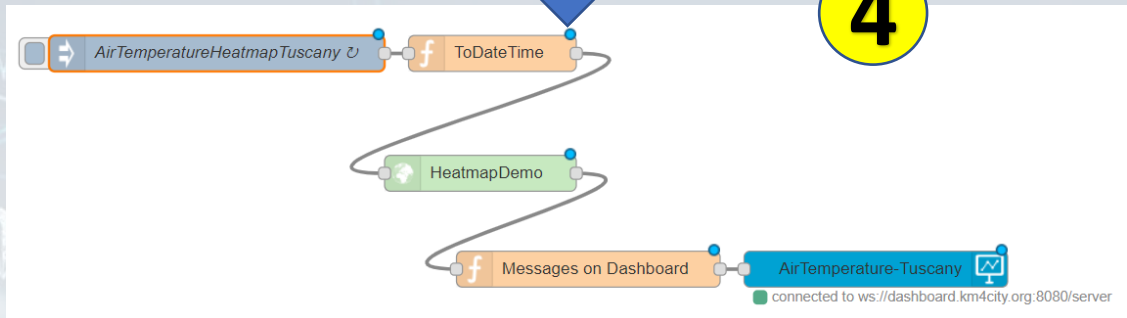 4
AirTemperatureHeatmapTuscany ↻
ToDateTime
HeatmapDemo
Messages on Dashboard
AirTemperature-Tuscany
connected to ws://dashboard.km4city.org:8080/server